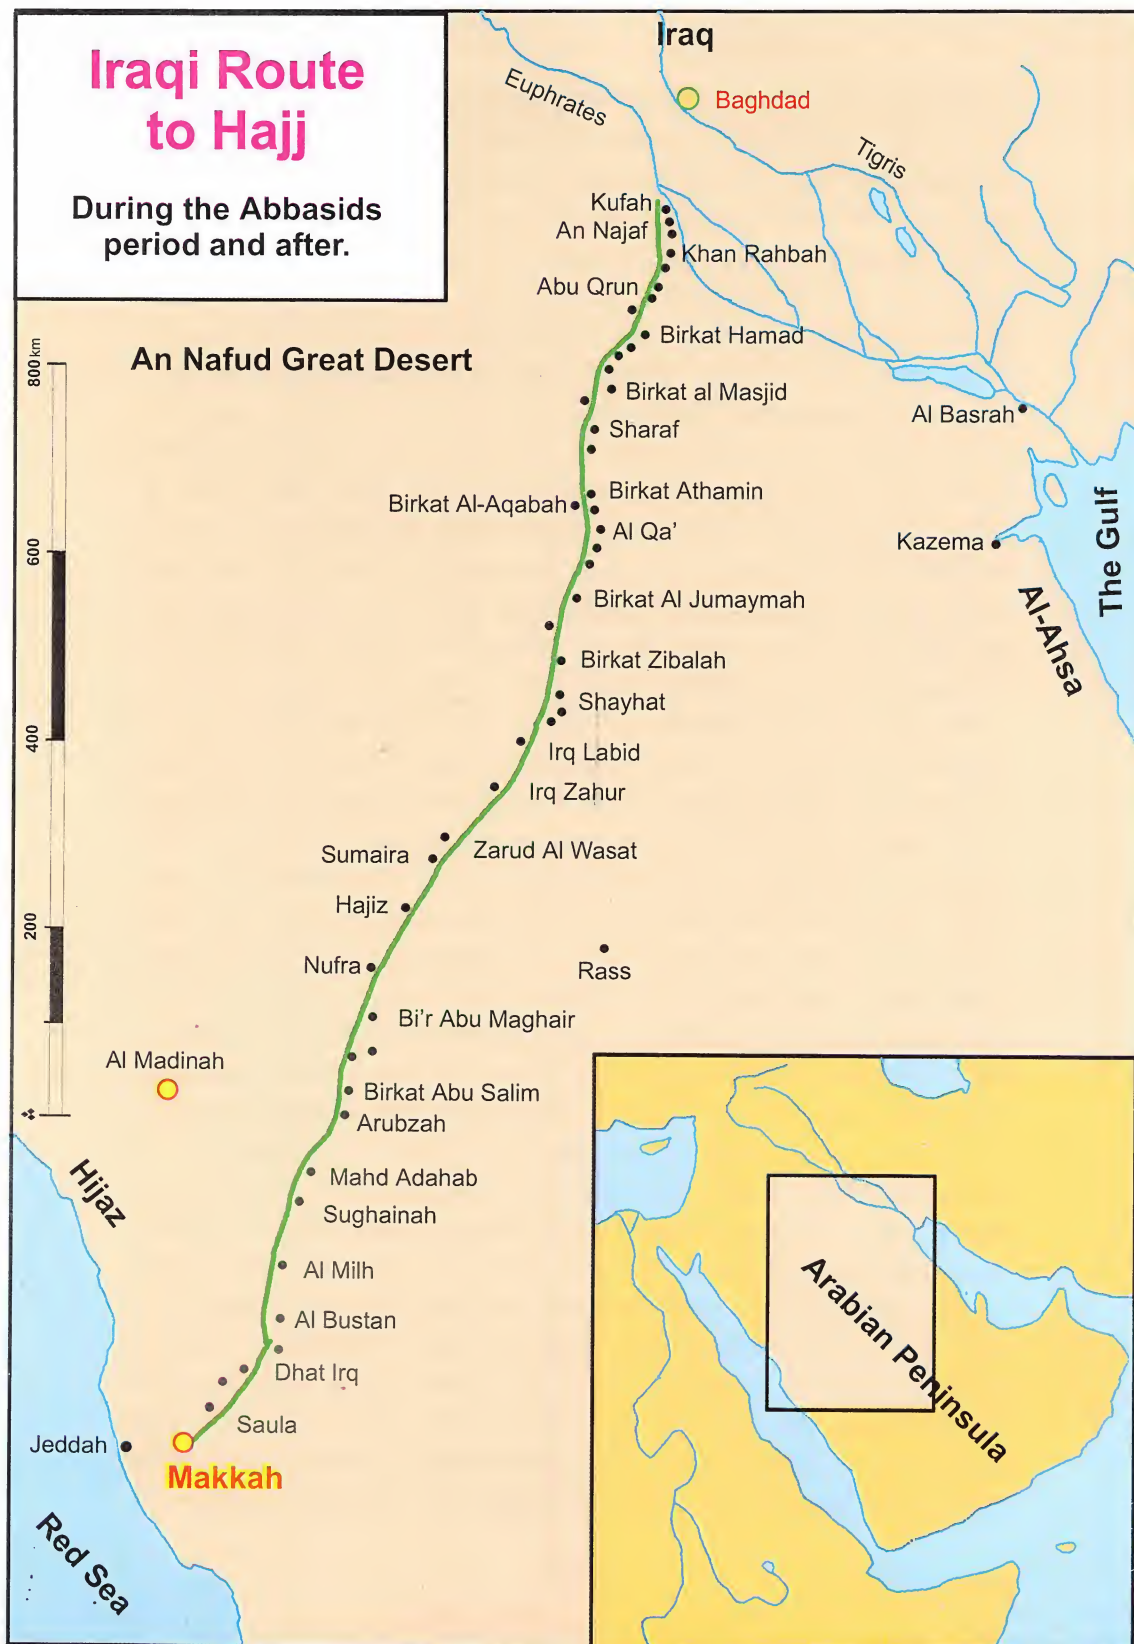 Iraqi Route
to Hajj
During the Abbasids
period and after.
Iraq
Euphrates
Baghdad
Tigris
Kufah
An Najaf
Khan Rahbah
Abu Qrun
Birkat Hamad
An Nafud Great Desert
800 km
Birkat al Masjid
Al Basrah
Sharaf
Birkat Athamin
Birkat Al-Aqabah
Al Qa’
Kazema
The Gulf
600
Birkat Al Jumaymah
Al-Ahsa
Birkat Zibalah
Shayhat
400
Irq Labid
Irq Zahur
Zarud Al Wasat
Sumaira
Hajiz
200
Nufra
Rass
Bi’r Abu Maghair
Al Madinah
Birkat Abu Salim
Arubzah
Hijaz
Mahd Adahab
Sughainah
Al Milh
Al Bustan
Dhat Irq
Saula
Jeddah
Makkah
Red Sea
Arabian Peninsula